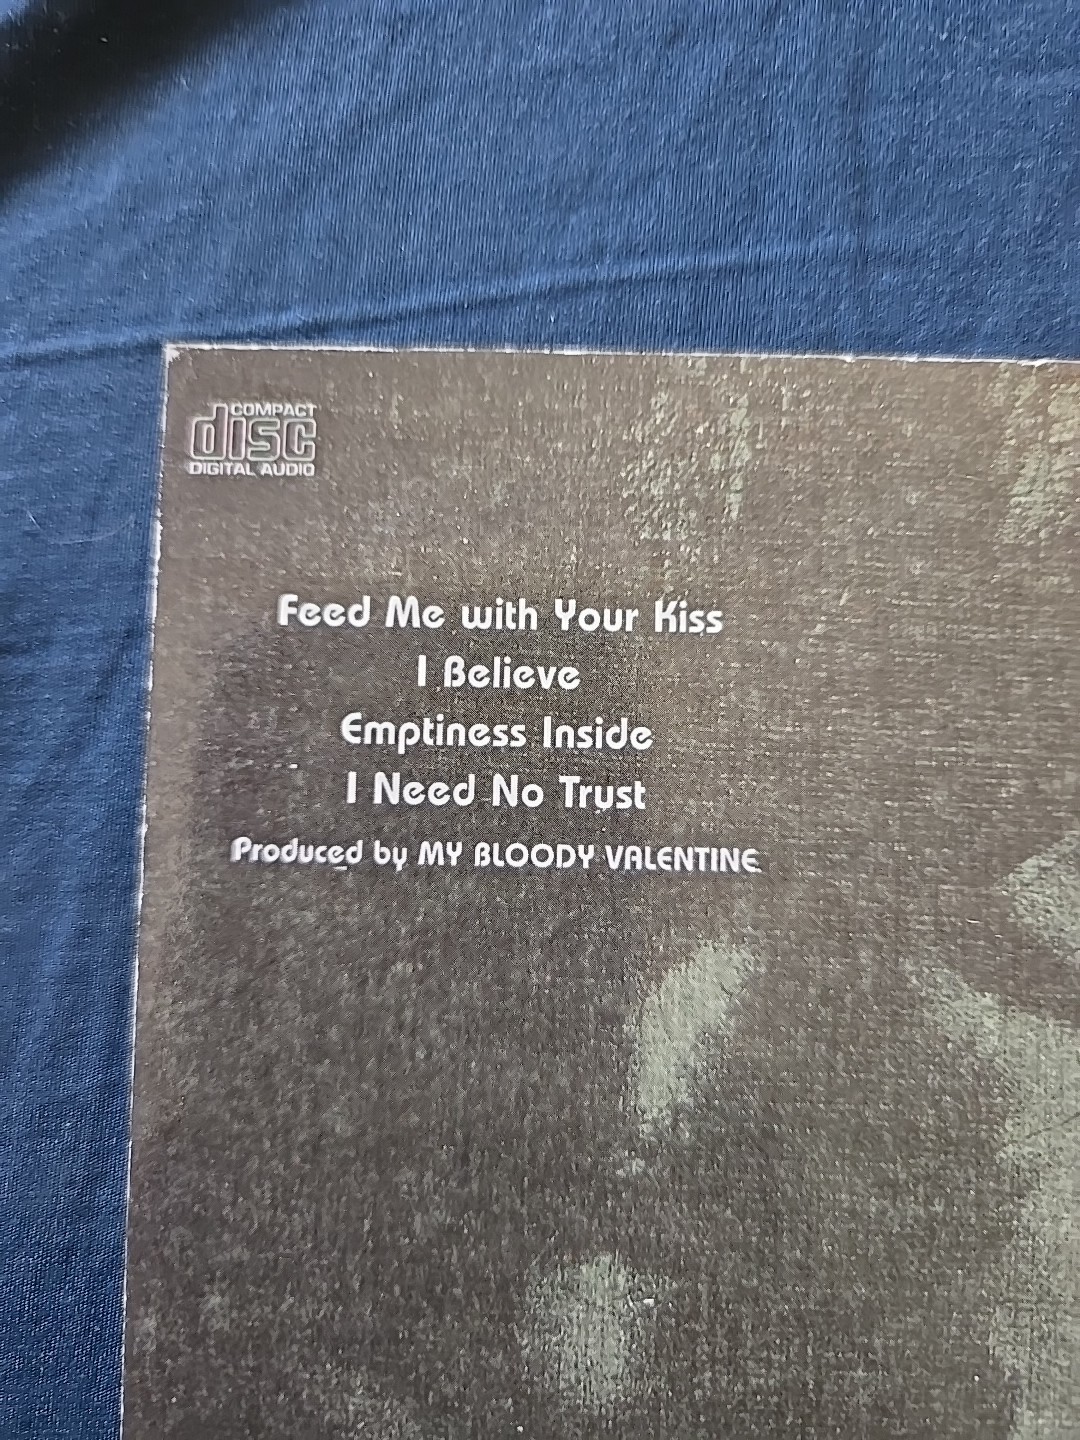 COMPACT
disc
DIGITAL AUDIO
Feed Me with Your Kiss
I Believe
Emptiness Inside
I Need No Trust
Produced by MY BLOODY VALENTINE